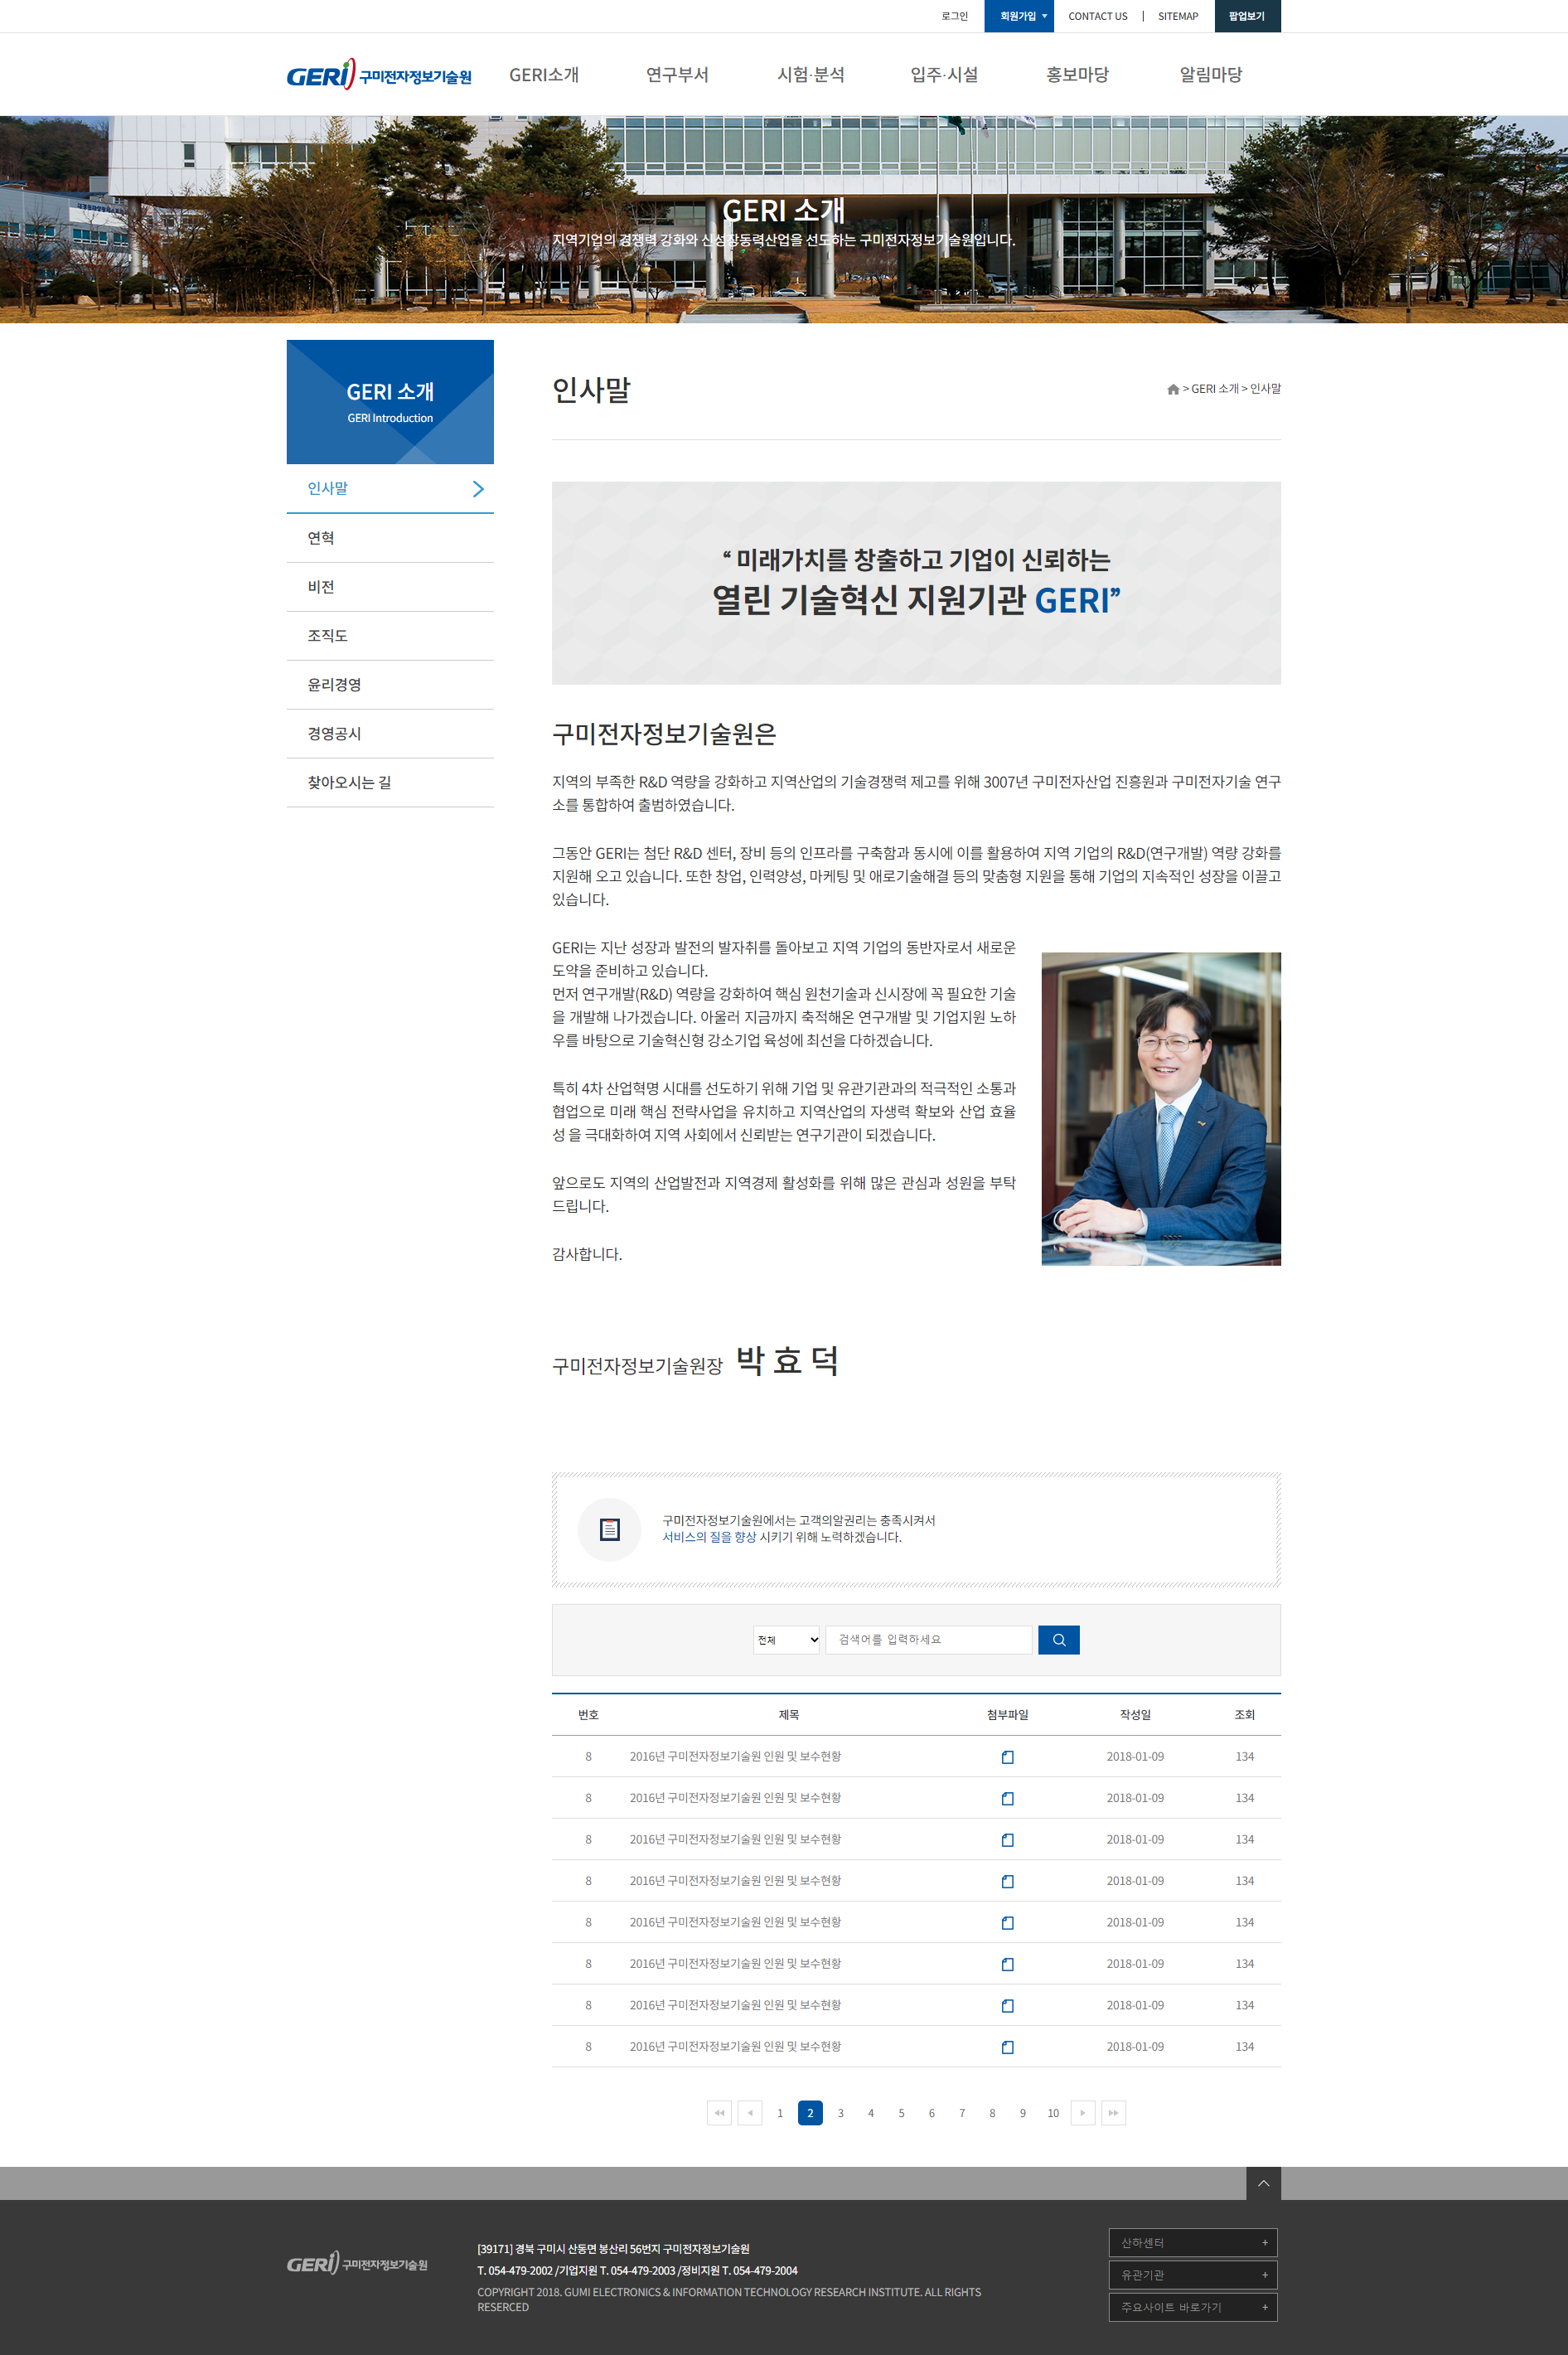 로그인
회원가입
CONTACT US
SITEMAP
팝업보기
GERI 구미전자정보기술원
GERI소개
연구부서
시험·분석
입주·시설
홍보마당
알림마당
GERI 소개
지역기업의 경쟁력 강화와 신성장동력산업을 선도하는 구미전자정보기술원입니다.
GERI 소개
GERI Introduction
인사말
연혁
비전
조직도
윤리경영
경영공시
찾아오시는 길
인사말
> GERI 소개 > 인사말
“ 미래가치를 창출하고 기업이 신뢰하는
열린 기술혁신 지원기관 GERI”
구미전자정보기술원은
지역의 부족한 R&D 역량을 강화하고 지역산업의 기술경쟁력 제고를 위해 3007년 구미전자산업 진흥원과 구미전자기술 연구
소를 통합하여 출범하였습니다.
그동안 GERI는 첨단 R&D 센터, 장비 등의 인프라를 구축함과 동시에 이를 활용하여 지역 기업의 R&D(연구개발) 역량 강화를
지원해 오고 있습니다. 또한 창업, 인력양성, 마케팅 및 애로기술해결 등의 맞춤형 지원을 통해 기업의 지속적인 성장을 이끌고
있습니다.
GERI는 지난 성장과 발전의 발자취를 돌아보고 지역 기업의 동반자로서 새로운
도약을 준비하고 있습니다.
먼저 연구개발(R&D) 역량을 강화하여 핵심 원천기술과 신시장에 꼭 필요한 기술
을 개발해 나가겠습니다. 아울러 지금까지 축적해온 연구개발 및 기업지원 노하
우를 바탕으로 기술혁신형 강소기업 육성에 최선을 다하겠습니다.
특히 4차 산업혁명 시대를 선도하기 위해 기업 및 유관기관과의 적극적인 소통과
협업으로 미래 핵심 전략사업을 유치하고 지역산업의 자생력 확보와 산업 효율
성 을 극대화하여 지역 사회에서 신뢰받는 연구기관이 되겠습니다.
앞으로도 지역의 산업발전과 지역경제 활성화를 위해 많은 관심과 성원을 부탁
드립니다.
감사합니다.
구미전자정보기술원장 박 효 덕
구미전자정보기술원에서는 고객의알권리는 충족시켜서
서비스의 질을 향상 시키기 위해 노력하겠습니다.
전체
검색어를 입력하세요
번호 제목 첨부파일 작성일 조회
8 2016년 구미전자정보기술원 인원 및 보수현황 2018-01-09 134
8 2016년 구미전자정보기술원 인원 및 보수현황 2018-01-09 134
8 2016년 구미전자정보기술원 인원 및 보수현황 2018-01-09 134
8 2016년 구미전자정보기술원 인원 및 보수현황 2018-01-09 134
8 2016년 구미전자정보기술원 인원 및 보수현황 2018-01-09 134
8 2016년 구미전자정보기술원 인원 및 보수현황 2018-01-09 134
8 2016년 구미전자정보기술원 인원 및 보수현황 2018-01-09 134
8 2016년 구미전자정보기술원 인원 및 보수현황 2018-01-09 134
1 2 3 4 5 6 7 8 9 10
GERI 구미전자정보기술원
[39171] 경북 구미시 산동면 봉산리 56번지 구미전자정보기술원
T. 054-479-2002 /기업지원 T. 054-479-2003 /정비지원 T. 054-479-2004
COPYRIGHT 2018. GUMI ELECTRONICS & INFORMATION TECHNOLOGY RESEARCH INSTITUTE. ALL RIGHTS
RESERCED
산하센터 +
유관기관 +
주요사이트 바로가기 +